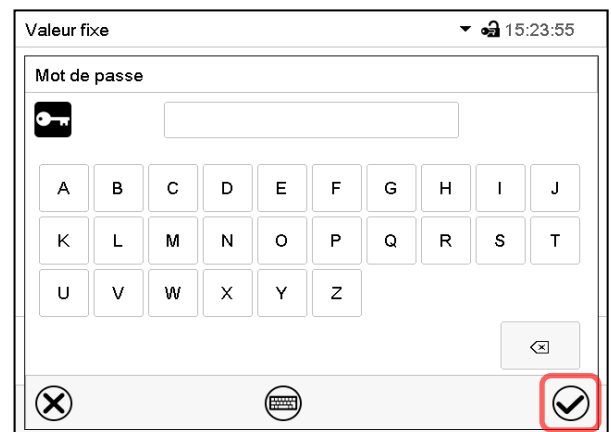 Valeur fixe 15:23:55
Mot de passe
A B C D E F G H I J
K L M N O P Q R S T
U V W X Y Z